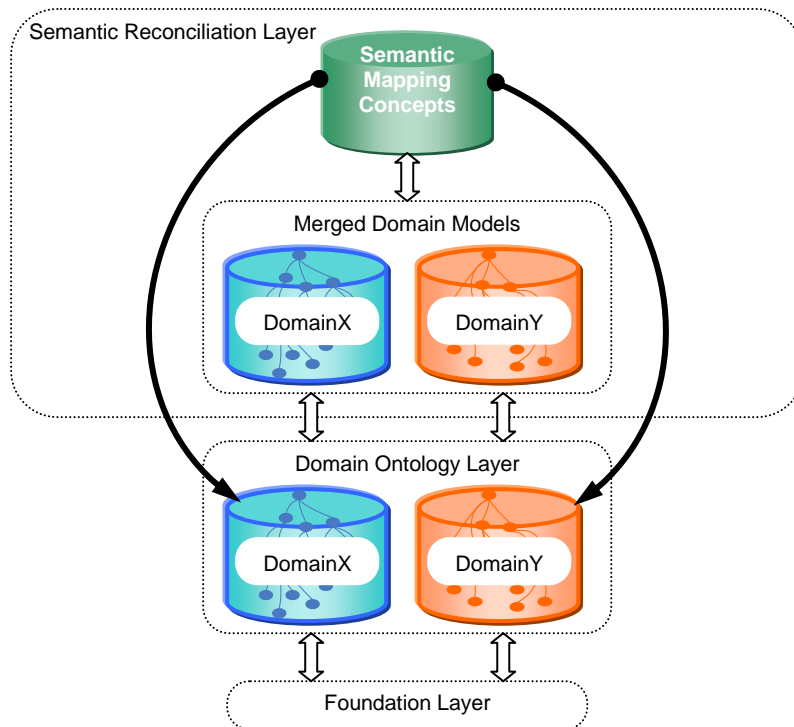 Semantic Reconciliation Layer
Semantic
Mapping
Concepts
Merged Domain Models
DomainX
DomainY
Domain Ontology Layer
DomainX
DomainY
Foundation Layer